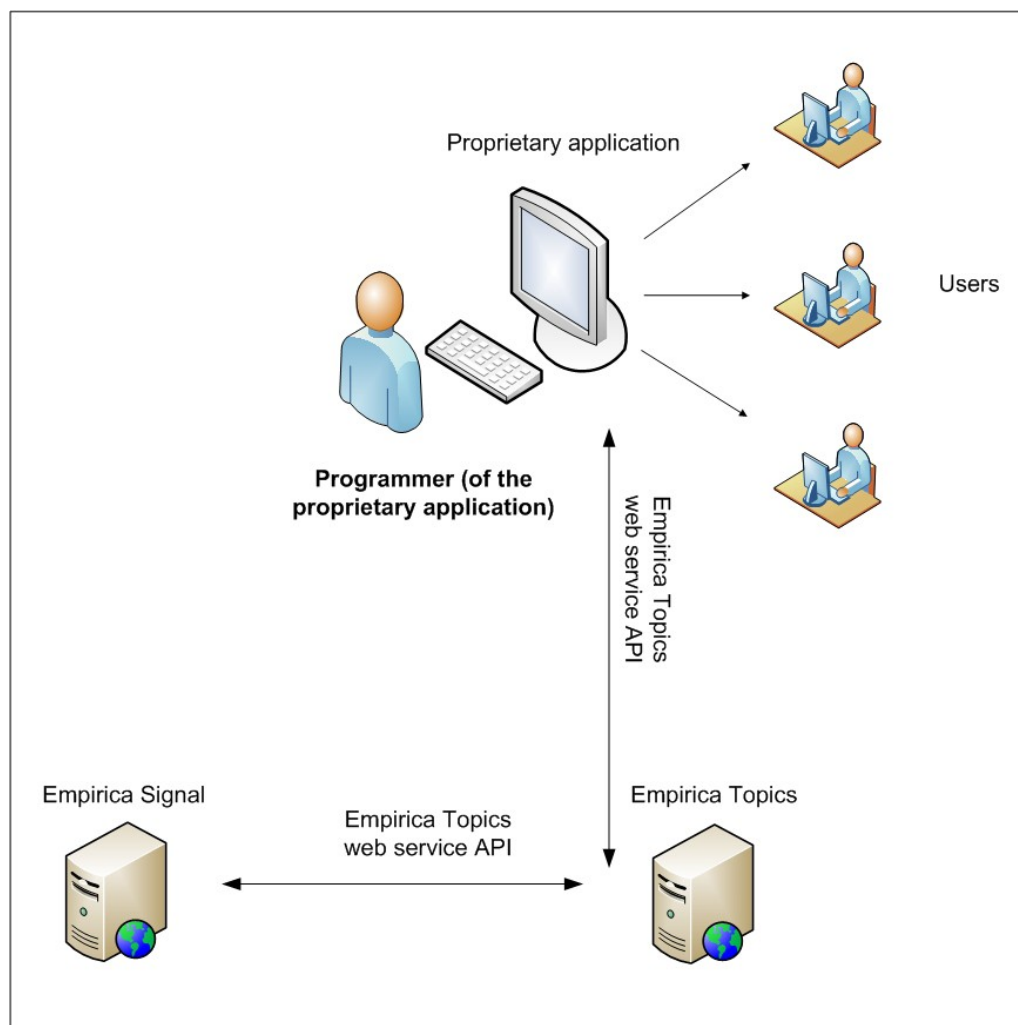 Proprietary application
Users
Programmer (of the
proprietary application)
Empirica Topics
web service API
Empirica Signal
Empirica Topics
web service API
Empirica Topics